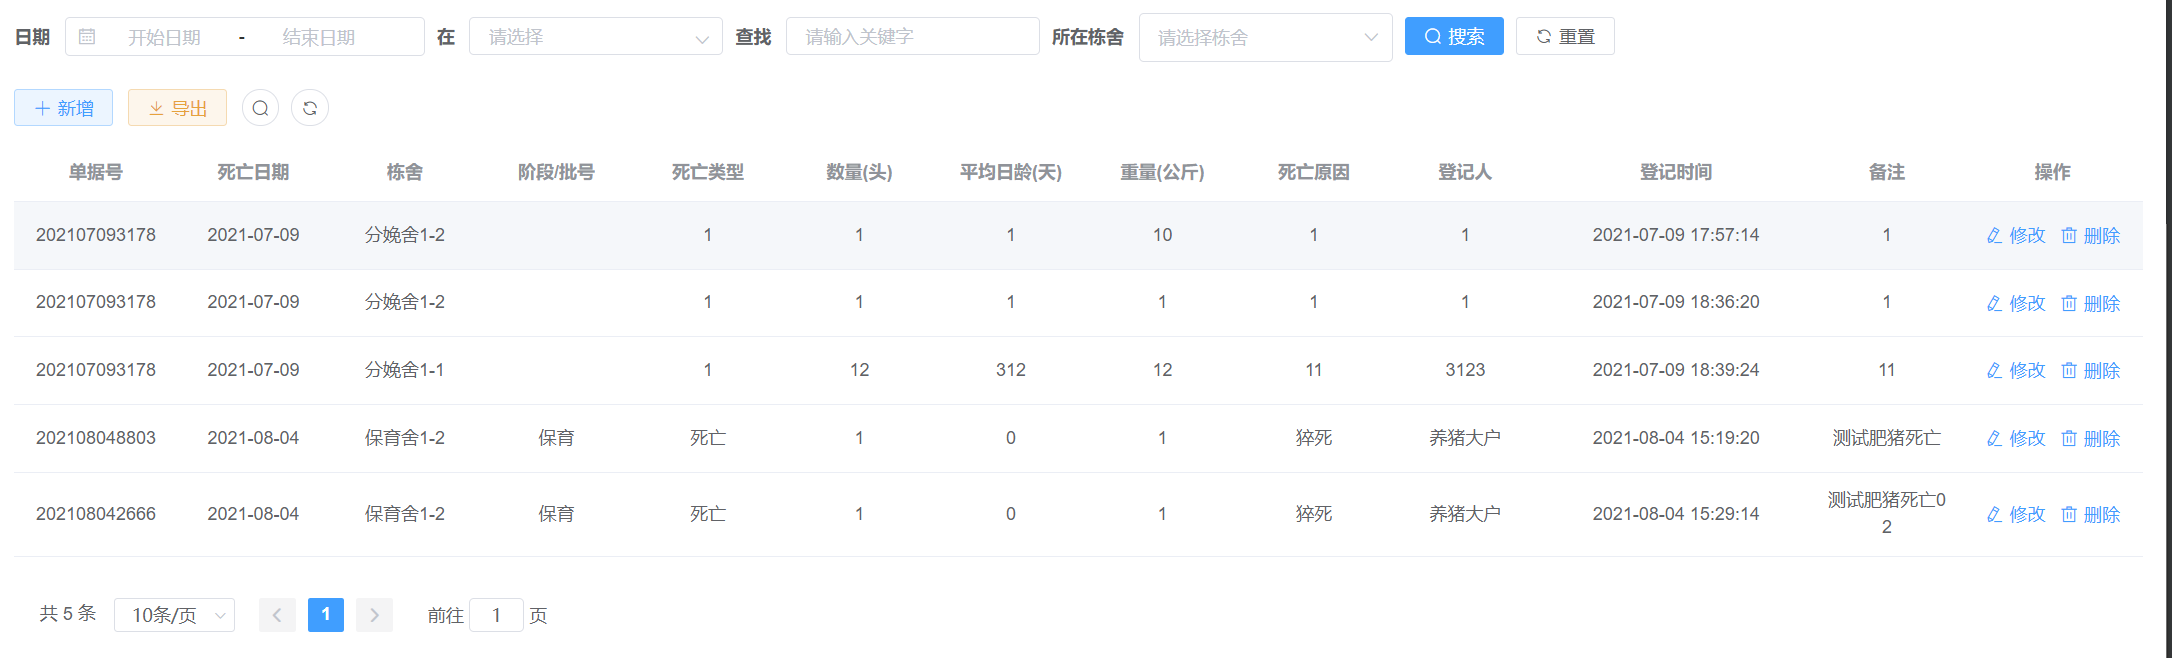 日期 开始日期 - 结束日期 在 请选择 查找 请输入关键字 所在栋舍 请选择栋舍 搜索 重置
新增 导出
单据号 死亡日期 栋舍 阶段/批号 死亡类型 数量(头) 平均日龄(天) 重量(公斤) 死亡原因 登记人 登记时间 备注 操作
202107093178 2021-07-09 分娩舍1-2 1 1 1 10 1 1 2021-07-09 17:57:14 1 修改 删除
202107093178 2021-07-09 分娩舍1-2 1 1 1 1 1 1 2021-07-09 18:36:20 1 修改 删除
202107093178 2021-07-09 分娩舍1-1 1 12 312 12 11 3123 2021-07-09 18:39:24 11 修改 删除
202108048803 2021-08-04 保育舍1-2 保育 死亡 1 0 1 猝死 养猪大户 2021-08-04 15:19:20 测试肥猪死亡 修改 删除
202108042666 2021-08-04 保育舍1-2 保育 死亡 1 0 1 猝死 养猪大户 2021-08-04 15:29:14 测试肥猪死亡0
2 修改 删除
共 5 条 10条/页 1 前往 1 页